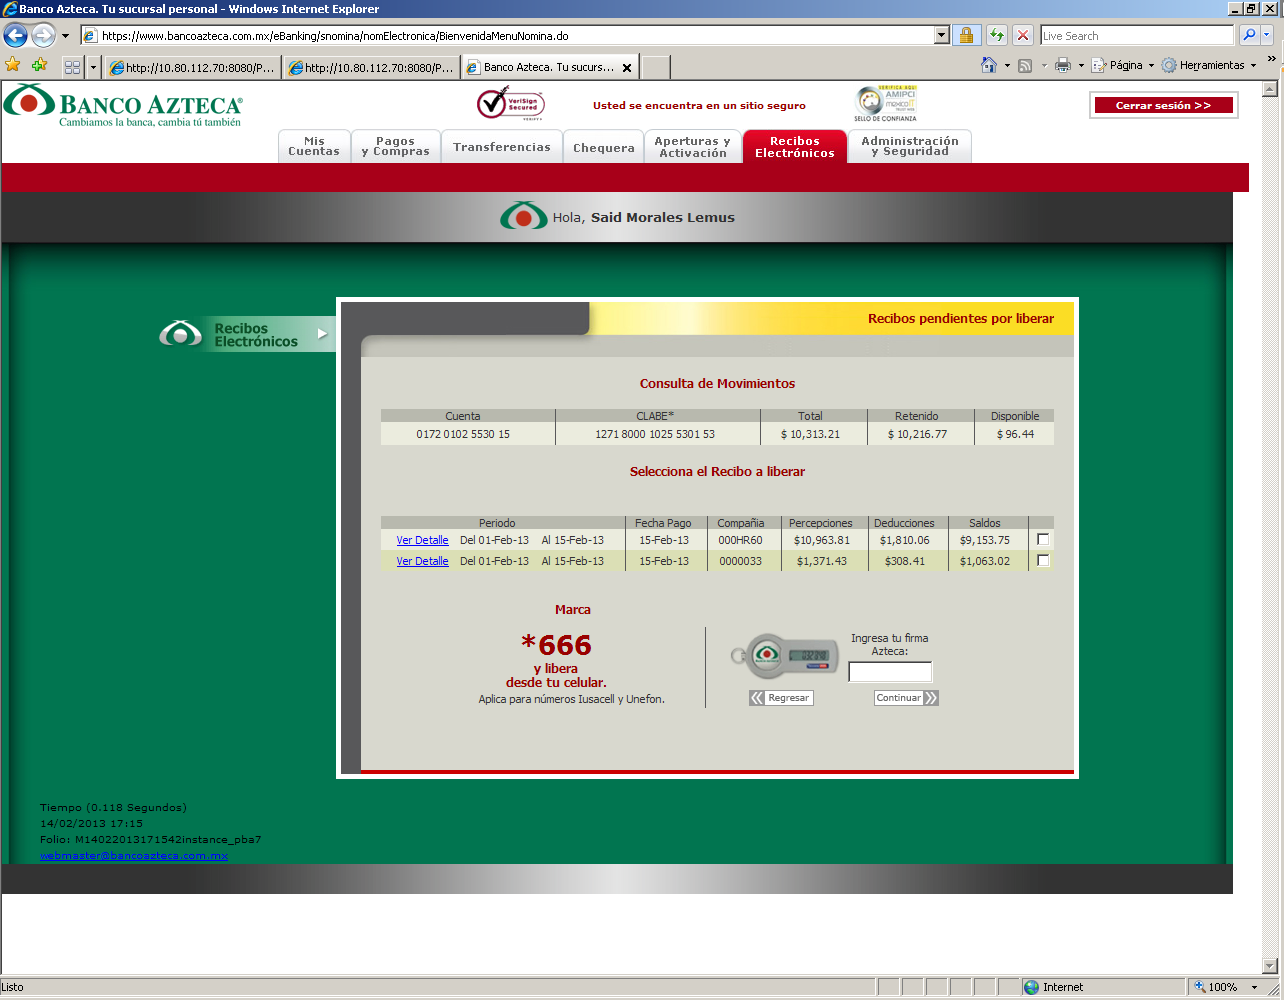 Banco Azteca. Tu sucursal personal - Windows Internet Explorer
https://www.bancoazteca.com.mx/eBanking/snomina/nomElectronica/BienvenidaMenuNomina.do
Live Search
http://10.80.112.70:8080/P... http://10.80.112.70:8080/P... Banco Azteca. Tu sucurs...
Página Herramientas
BANCO AZTECA
Cambiamos la banca, cambia tú también
VeriSign Secured
VERIFY
Usted se encuentra en un sitio seguro
VERIFICA AQUI
AMIPCI
SELLO DE CONFIANZA
Cerrar sesión >>
Mis Cuentas
Pagos y Compras
Transferencias
Chequera
Aperturas y Activación
Recibos Electrónicos
Administración y Seguridad
Hola, Said Morales Lemus
Recibos Electrónicos
Recibos pendientes por liberar
Consulta de Movimientos
Cuenta CLABE* Total Retenido Disponible
0172 0102 5530 15 1271 8000 1025 5301 53 $ 10,313.21 $ 10,216.77 $ 96.44
Selecciona el Recibo a liberar
Periodo Fecha Pago Compañia Percepciones Deducciones Saldos
Ver Detalle Del 01-Feb-13 Al 15-Feb-13 15-Feb-13 000HR60 $10,963.81 $1,810.06 $9,153.75
Ver Detalle Del 01-Feb-13 Al 15-Feb-13 15-Feb-13 0000033 $1,371.43 $308.41 $1,063.02
Marca
*666
y libera
desde tu celular.
Aplica para números Iusacell y Unefon.
Ingresa tu firma
Azteca:
Regresar
Continuar
Tiempo (0.118 Segundos)
14/02/2013 17:15
Folio: M14022013171542instance_pba7
webmaster@bancoazteca.com.mx
Listo
Internet
100%